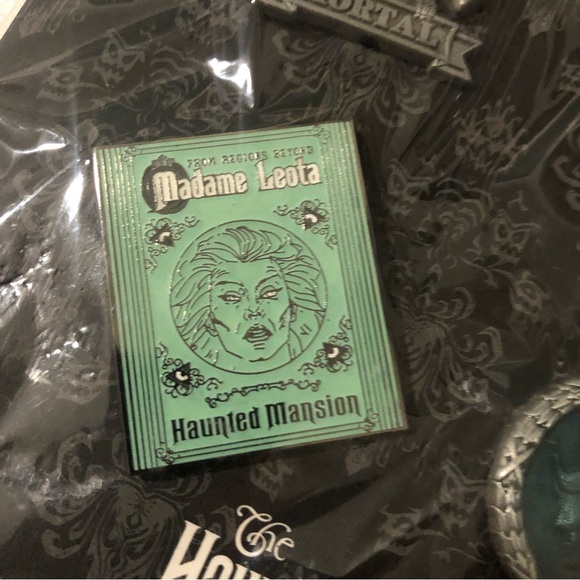 FROM REGIONS BEYOND
Madame Leota
Haunted Mansion
The